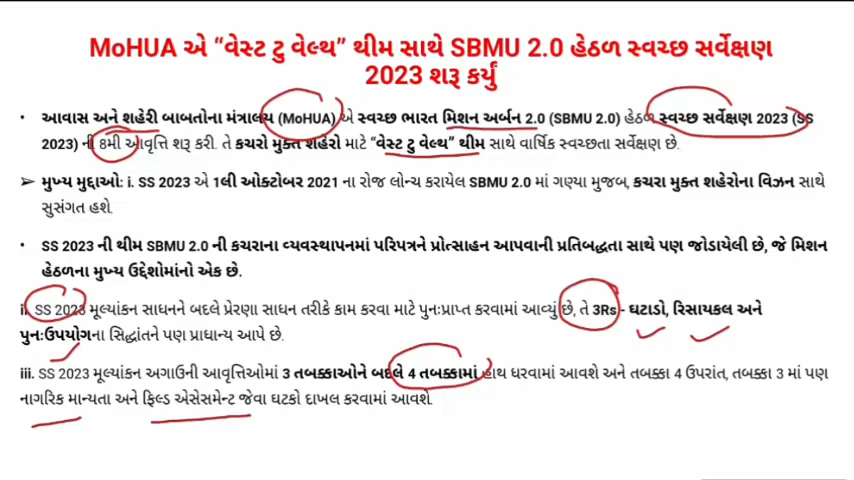 MoHUA એ “વેસ્ટ ટુ વેલ્થ” થીમ સાથે SBMU 2.0 હેઠળ સ્વચ્છ સર્વેક્ષણ
2023 શરૂ કર્યું
• આવાસ અને શહેરી બાબતોના મંત્રાલય (MoHUA) એ સ્વચ્છ ભારત મિશન અર્બન 2.0 (SBMU 2.0) હેઠળ સ્વચ્છ સર્વેક્ષણ 2023 (SS
2023) ની 8મી આવૃત્તિ શરૂ કરી. તે કચરો મુક્ત શહેરો માટે “વેસ્ટ ટુ વેલ્થ” થીમ સાથે વાર્ષિક સ્વચ્છતા સર્વેક્ષણ છે.
➢ મુખ્ય મુદ્દાઓ: i. SS 2023 એ 1લી ઓક્ટોબર 2021 ના રોજ લોન્ચ કરાયેલ SBMU 2.0 માં ગણ્યા મુજબ, કચરા મુક્ત શહેરોના વિઝન સાથે
સુસંગત હશે.
• SS 2023 ની થીમ SBMU 2.0 ની કચરાના વ્યવસ્થાપનમાં પરિપત્રને પ્રોત્સાહન આપવાની પ્રતિબદ્ધતા સાથે પણ જોડાયેલી છે, જે મિશન
હેઠળના મુખ્ય ઉદ્દેશોમાંનો એક છે.
ii. SS 2023 મૂલ્યાંકન સાધનને બદલે પ્રેરણા સાધન તરીકે કામ કરવા માટે પુનઃપ્રાપ્ત કરવામાં આવ્યું છે, તે 3Rs - ઘટાડો, રિસાયકલ અને
પુનઃઉપયોગના સિદ્ધાંતને પણ પ્રાધાન્ય આપે છે.
iii. SS 2023 મૂલ્યાંકન અગાઉની આવૃત્તિઓમાં 3 તબક્કાઓને બદલે 4 તબક્કામાં હાથ ધરવામાં આવશે અને તબક્કા 4 ઉપરાંત, તબક્કા 3 માં પણ
નાગરિક માન્યતા અને ફિલ્ડ એસેસમેન્ટ જેવા ઘટકો દાખલ કરવામાં આવશે.